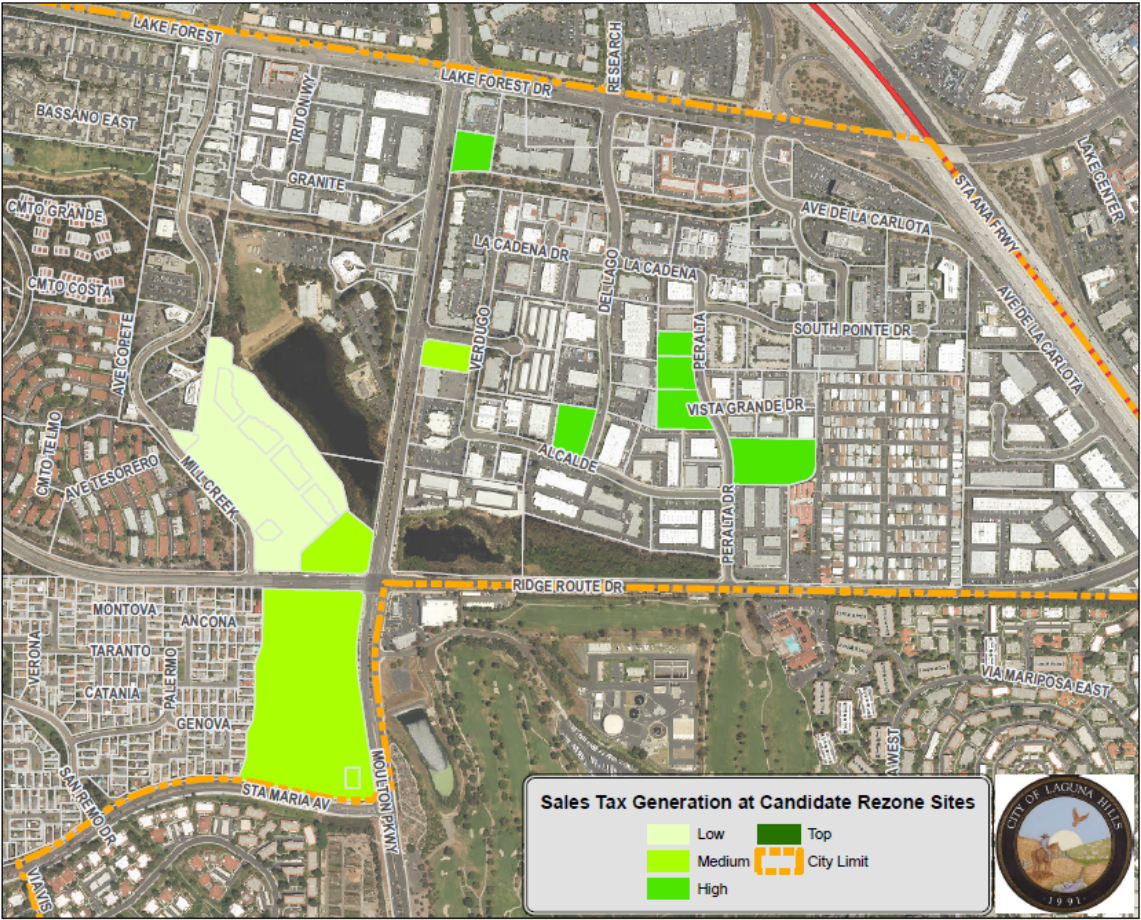 LAKE FOREST
RESEARCH
LAKE FOREST DR
TRITON WY
BASSANO EAST
LAKE CENTER
GRANITE
STA ANA FRWY
CMTO GRANDE
AVE DE LA CARLOTA
LA CADENA DR
DEL LAGO
LA CADENA
CMTO COSTA
AVE DE LA CARLOTA
VERDUGO
PERALTA
SOUTH POINTE DR
AVE COPETE
VISTA GRANDE DR
CMTO TELMO
ALCALDE
AVE TESORERO
MILL CREEK
PERALTA DR
RIDGE ROUTE DR
MONTOVA
ANCONA
VERONA
TARANTO
PALERMO
CATANIA
GENOVA
VIA MARIPOSA EAST
AWEST
SAN REMO DR
STA MARIA AV
MOULTON PKWY
VIA VIS
Sales Tax Generation at Candidate Rezone Sites
Low
Top
Medium
City Limit
High
CITY OF LAGUNA HILLS
1991